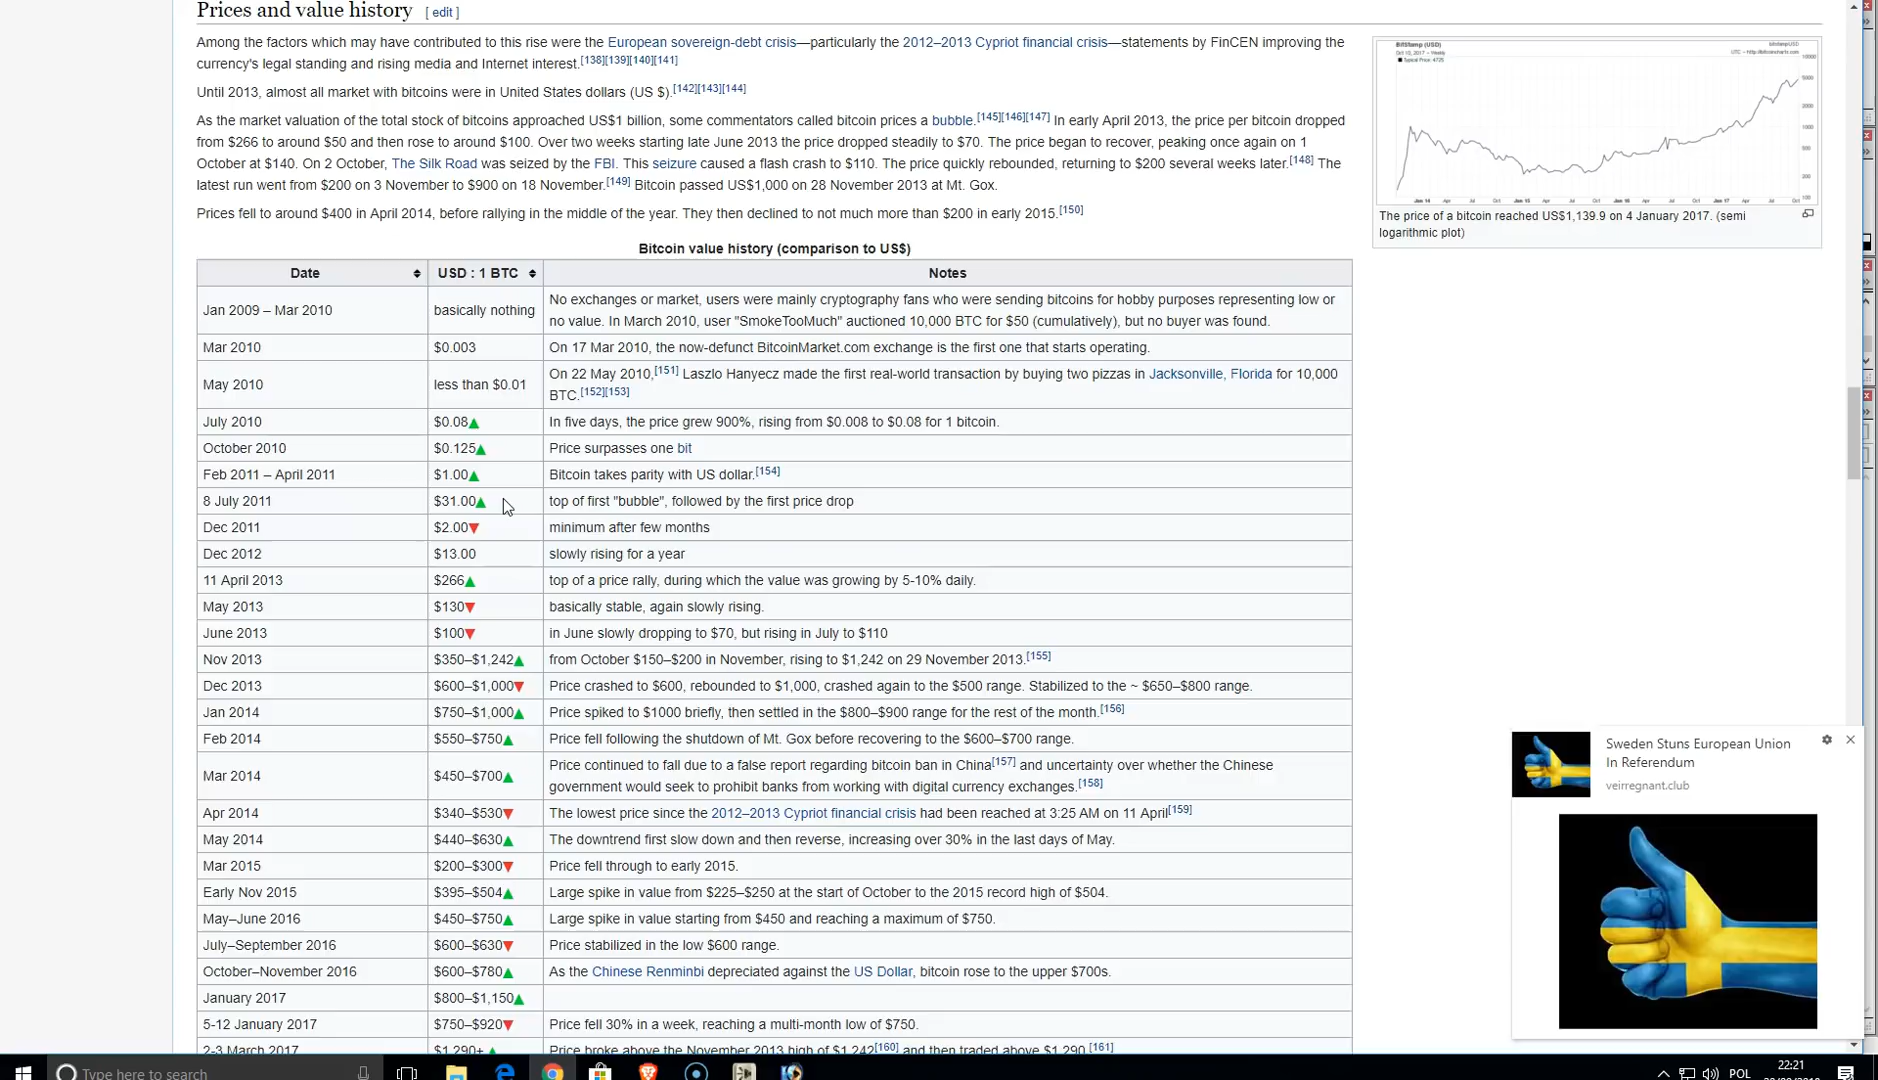 Prices and value history [ edit ]
Among the factors which may have contributed to this rise were the European sovereign-debt crisis—particularly the 2012–2013 Cypriot financial crisis—statements by FinCEN improving the
currency's legal standing and rising media and Internet interest.[138][139][140][141]
Until 2013, almost all market with bitcoins were in United States dollars (US $).[142][143][144]
As the market valuation of the total stock of bitcoins approached US$1 billion, some commentators called bitcoin prices a bubble.[145][146][147] In early April 2013, the price per bitcoin dropped
from $266 to around $50 and then rose to around $100. Over two weeks starting late June 2013 the price dropped steadily to $70. The price began to recover, peaking once again on 1
October at $140. On 2 October, The Silk Road was seized by the FBI. This seizure caused a flash crash to $110. The price quickly rebounded, returning to $200 several weeks later.[148] The
latest run went from $200 on 3 November to $900 on 18 November.[149] Bitcoin passed US$1,000 on 28 November 2013 at Mt. Gox.
Prices fell to around $400 in April 2014, before rallying in the middle of the year. They then declined to not much more than $200 in early 2015.[150]
BitStamp (USD)
The price of a bitcoin reached US$1,139.9 on 4 January 2017. (semi
logarithmic plot)
Bitcoin value history (comparison to US$)
Date USD : 1 BTC Notes
Jan 2009 – Mar 2010 basically nothing No exchanges or market, users were mainly cryptography fans who were sending bitcoins for hobby purposes representing low or
no value. In March 2010, user "SmokeTooMuch" auctioned 10,000 BTC for $50 (cumulatively), but no buyer was found.
Mar 2010 $0.003 On 17 Mar 2010, the now-defunct BitcoinMarket.com exchange is the first one that starts operating.
May 2010 less than $0.01 On 22 May 2010,[151] Laszlo Hanyecz made the first real-world transaction by buying two pizzas in Jacksonville, Florida for 10,000
BTC.[152][153]
July 2010 $0.08▲ In five days, the price grew 900%, rising from $0.008 to $0.08 for 1 bitcoin.
October 2010 $0.125▲ Price surpasses one bit
Feb 2011 – April 2011 $1.00▲ Bitcoin takes parity with US dollar.[154]
8 July 2011 $31.00▲ top of first "bubble", followed by the first price drop
Dec 2011 $2.00▼ minimum after few months
Dec 2012 $13.00 slowly rising for a year
11 April 2013 $266▲ top of a price rally, during which the value was growing by 5-10% daily.
May 2013 $130▼ basically stable, again slowly rising.
June 2013 $100▼ in June slowly dropping to $70, but rising in July to $110
Nov 2013 $350–$1,242▲ from October $150–$200 in November, rising to $1,242 on 29 November 2013.[155]
Dec 2013 $600–$1,000▼ Price crashed to $600, rebounded to $1,000, crashed again to the $500 range. Stabilized to the ~ $650–$800 range.
Jan 2014 $750–$1,000▲ Price spiked to $1000 briefly, then settled in the $800–$900 range for the rest of the month.[156]
Feb 2014 $550–$750▲ Price fell following the shutdown of Mt. Gox before recovering to the $600–$700 range.
Mar 2014 $450–$700▲ Price continued to fall due to a false report regarding bitcoin ban in China[157] and uncertainty over whether the Chinese
government would seek to prohibit banks from working with digital currency exchanges.[158]
Apr 2014 $340–$530▼ The lowest price since the 2012–2013 Cypriot financial crisis had been reached at 3:25 AM on 11 April[159]
May 2014 $440–$630▲ The downtrend first slow down and then reverse, increasing over 30% in the last days of May.
Mar 2015 $200–$300▼ Price fell through to early 2015.
Early Nov 2015 $395–$504▲ Large spike in value from $225–$250 at the start of October to the 2015 record high of $504.
May–June 2016 $450–$750▲ Large spike in value starting from $450 and reaching a maximum of $750.
July–September 2016 $600–$630▼ Price stabilized in the low $600 range.
October–November 2016 $600–$780▲ As the Chinese Renminbi depreciated against the US Dollar, bitcoin rose to the upper $700s.
January 2017 $800–$1,150▲
5-12 January 2017 $750–$920▼ Price fell 30% in a week, reaching a multi-month low of $750.
2-3 March 2017 $1,290+ ▲ Price broke above the November 2013 high of $1,242[160] and then traded above $1,290.[161]
Sweden Stuns European Union
In Referendum
veirregnant.club
Type here to search
POL
22:21